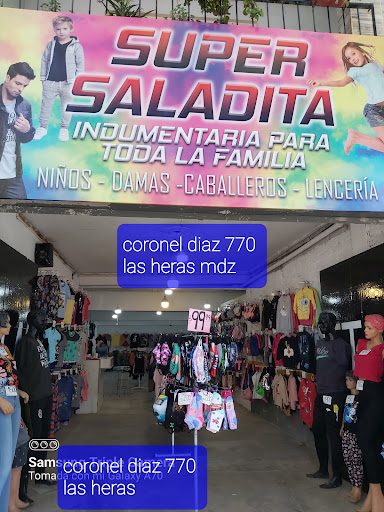 SUPER
SALADITA
INDUMENTARIA PARA
TODA LA FAMILIA
NIÑOS - DAMAS - CABALLEROS - LENCERÍA
coronel diaz 770
las heras mdz
99
coronel diaz 770
las heras
Tomada con mi Galaxy A70